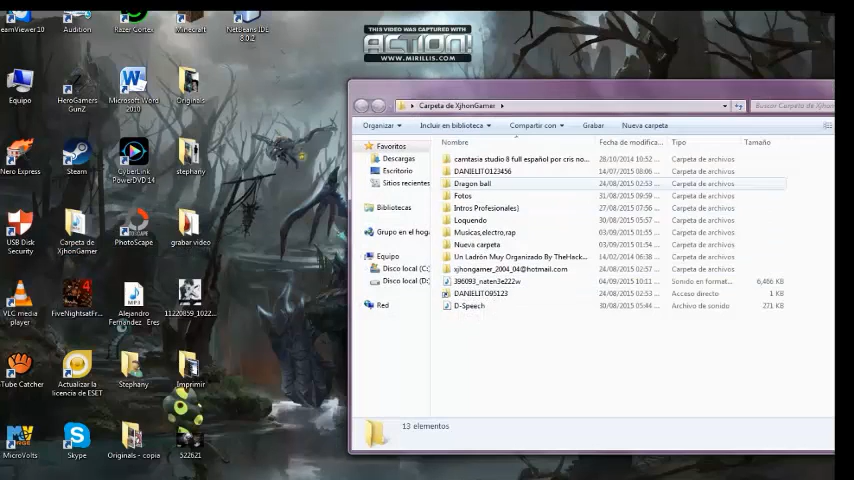 eamViewer 10
Audition
Razer Cortex
Minecraft
NetBeans IDE
8.0.2
THIS VIDEO WAS CAPTURED WITH
ACTION!
WWW.MIRILLIS.COM
Equipo
HeroGamers
GunZ
Microsoft Word
2010
Originals
Nero Express
Steam
CyberLink
PowerDVD 14
stephany
USB Disk
Security
Carpeta de
XjhonGamer
PhotoScape
grabar video
VLC media
player
FiveNightsatFr...
Alejandro
Fernandez_ Eres
11220859_1022...
Tube Catcher
Actualizar la
licencia de ESET
Stephany
Imprimir
MicroVolts
Skype
Originals - copia
522621
Carpeta de XjhonGamer
Buscar Carpeta de Xjhon
Organizar
Incluir en biblioteca
Compartir con
Grabar
Nueva carpeta
Favoritos
Descargas
Escritorio
Sitios recientes
Bibliotecas
Grupo en el hoga
Equipo
Disco local (C:
Disco local (D:
Red
Nombre Fecha de modifica... Tipo Tamaño
camtasia studio 8 full español por cris no... 28/10/2014 10:52 ... Carpeta de archivos
DANIELITO123456 14/07/2015 08:06 ... Carpeta de archivos
Dragon ball 24/08/2015 02:53 ... Carpeta de archivos
Fotos 31/08/2015 09:59 ... Carpeta de archivos
Intros Profesionales) 27/08/2015 07:56 ... Carpeta de archivos
Loquendo 30/08/2015 05:57 ... Carpeta de archivos
Musicas,electro,rap 03/09/2015 01:55 ... Carpeta de archivos
Nueva carpeta 03/09/2015 01:54 ... Carpeta de archivos
Un Ladrón Muy Organizado By TheHack... 14/02/2014 06:38 ... Carpeta de archivos
xjhongamer_2004_04@hotmail.com 24/08/2015 02:57 ... Carpeta de archivos
396093_naten3e222w 04/09/2015 10:11 ... Sonido en format... 6,466 KB
DANIELITO95123 24/08/2015 02:53 ... Acceso directo 1 KB
D-Speech 30/08/2015 05:44 ... Archivo de sonido 271 KB
13 elementos